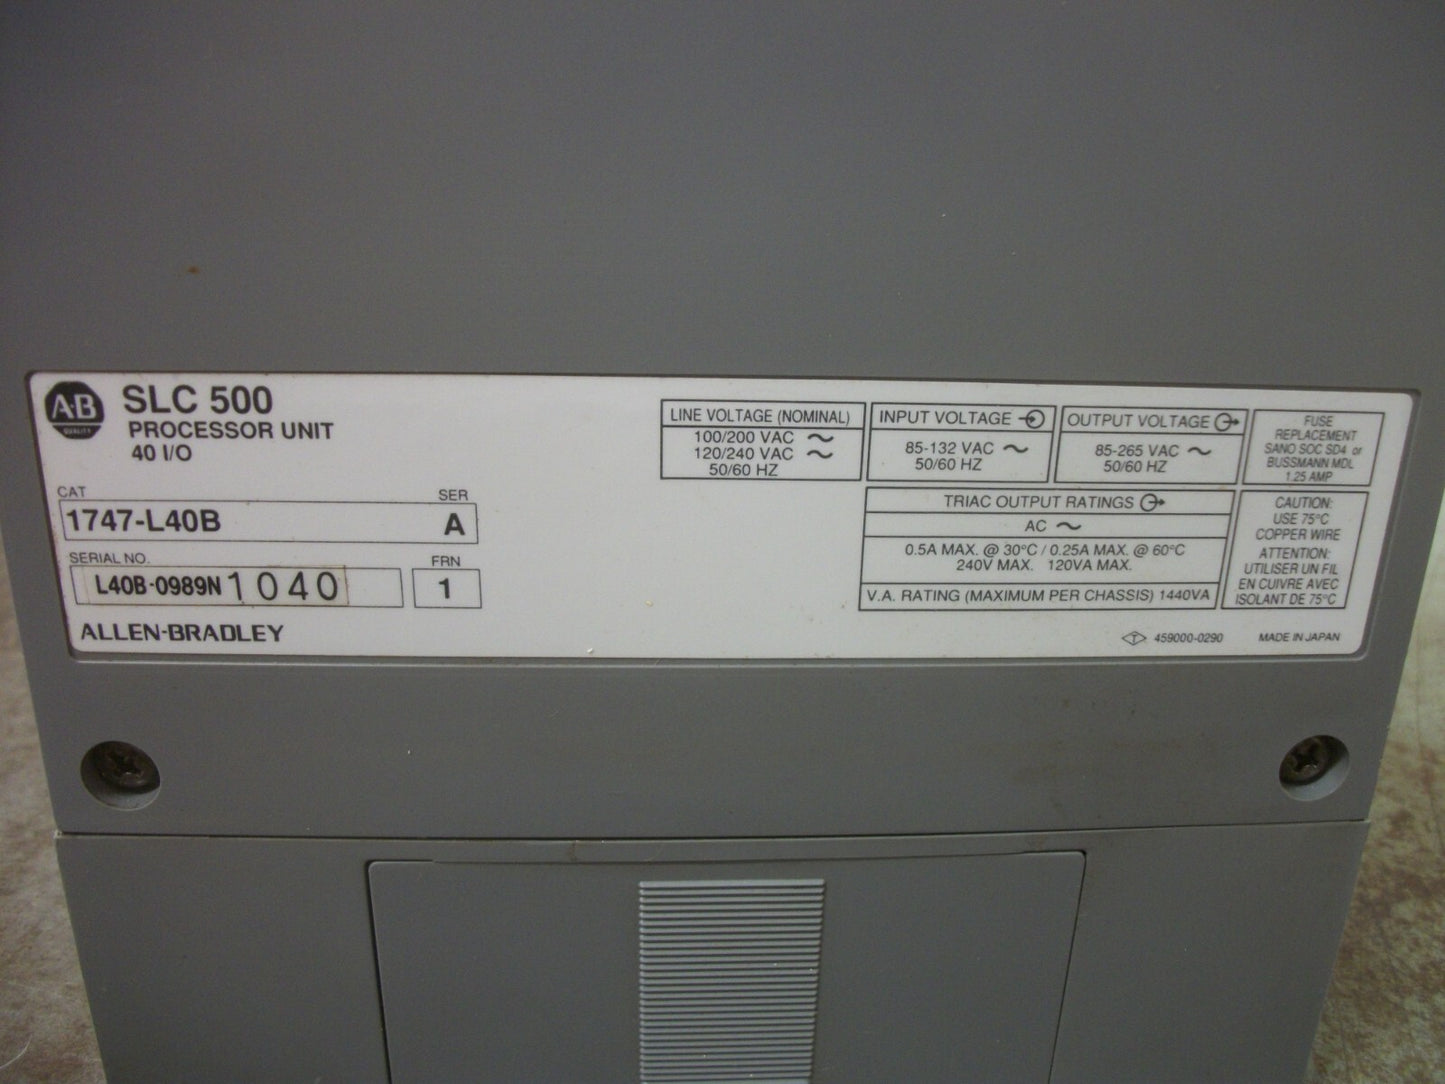 A·B
QUALITY
SLC 500
PROCESSOR UNIT
40 I/O
CAT
SER
1747-L40B
A
SERIAL NO.
FRN
L40B-0989N 1040
1
ALLEN-BRADLEY
LINE VOLTAGE (NOMINAL)
100/200 VAC ~
120/240 VAC ~
50/60 HZ
INPUT VOLTAGE
85-132 VAC ~
50/60 HZ
OUTPUT VOLTAGE
85-265 VAC ~
50/60 HZ
FUSE
REPLACEMENT
SANO SOC SD4 or
BUSSMANN MDL
1.25 AMP
TRIAC OUTPUT RATINGS
AC ~
0.5A MAX. @ 30°C / 0.25A MAX. @ 60°C
240V MAX. 120VA MAX.
V.A. RATING (MAXIMUM PER CHASSIS) 1440VA
CAUTION:
USE 75°C
COPPER WIRE
ATTENTION:
UTILISER UN FIL
EN CUIVRE AVEC
ISOLANT DE 75°C
T 459000-0290 MADE IN JAPAN